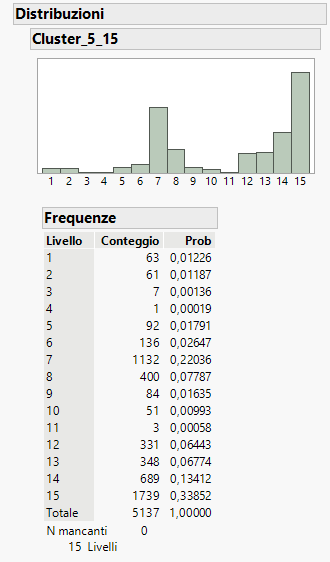 Distribuzioni
Cluster_5_15
1 2 3 4 5 6 7 8 9 10 11 12 13 14 15
Frequenze
Livello Conteggio Prob
1 63 0,01226
2 61 0,01187
3 7 0,00136
4 1 0,00019
5 92 0,01791
6 136 0,02647
7 1132 0,22036
8 400 0,07787
9 84 0,01635
10 51 0,00993
11 3 0,00058
12 331 0,06443
13 348 0,06774
14 689 0,13412
15 1739 0,33852
Totale 5137 1,00000
N mancanti 0
15 Livelli